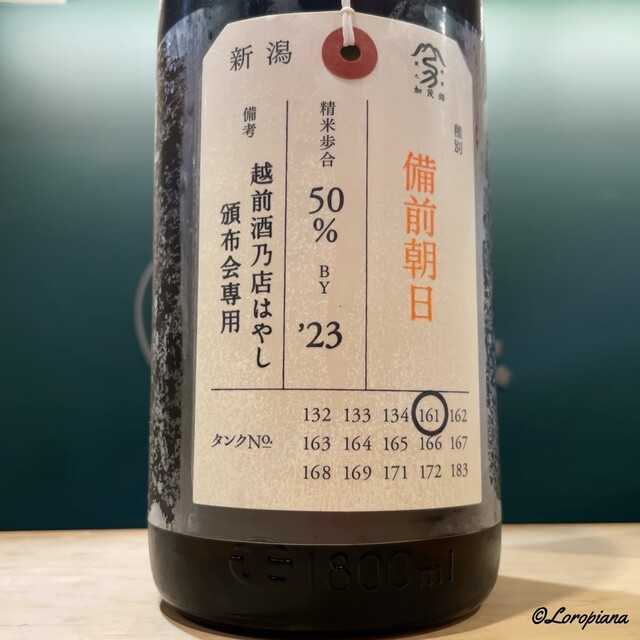 新潟
加茂錦
種別
備前朝日
精米歩合
50
%
BY
’23
備考
越前酒乃店はやし
頒布会専用
タンクNo.
132 133 134 161 162
163 164 165 166 167
168 169 171 172 183
1800ml
©Loropiana